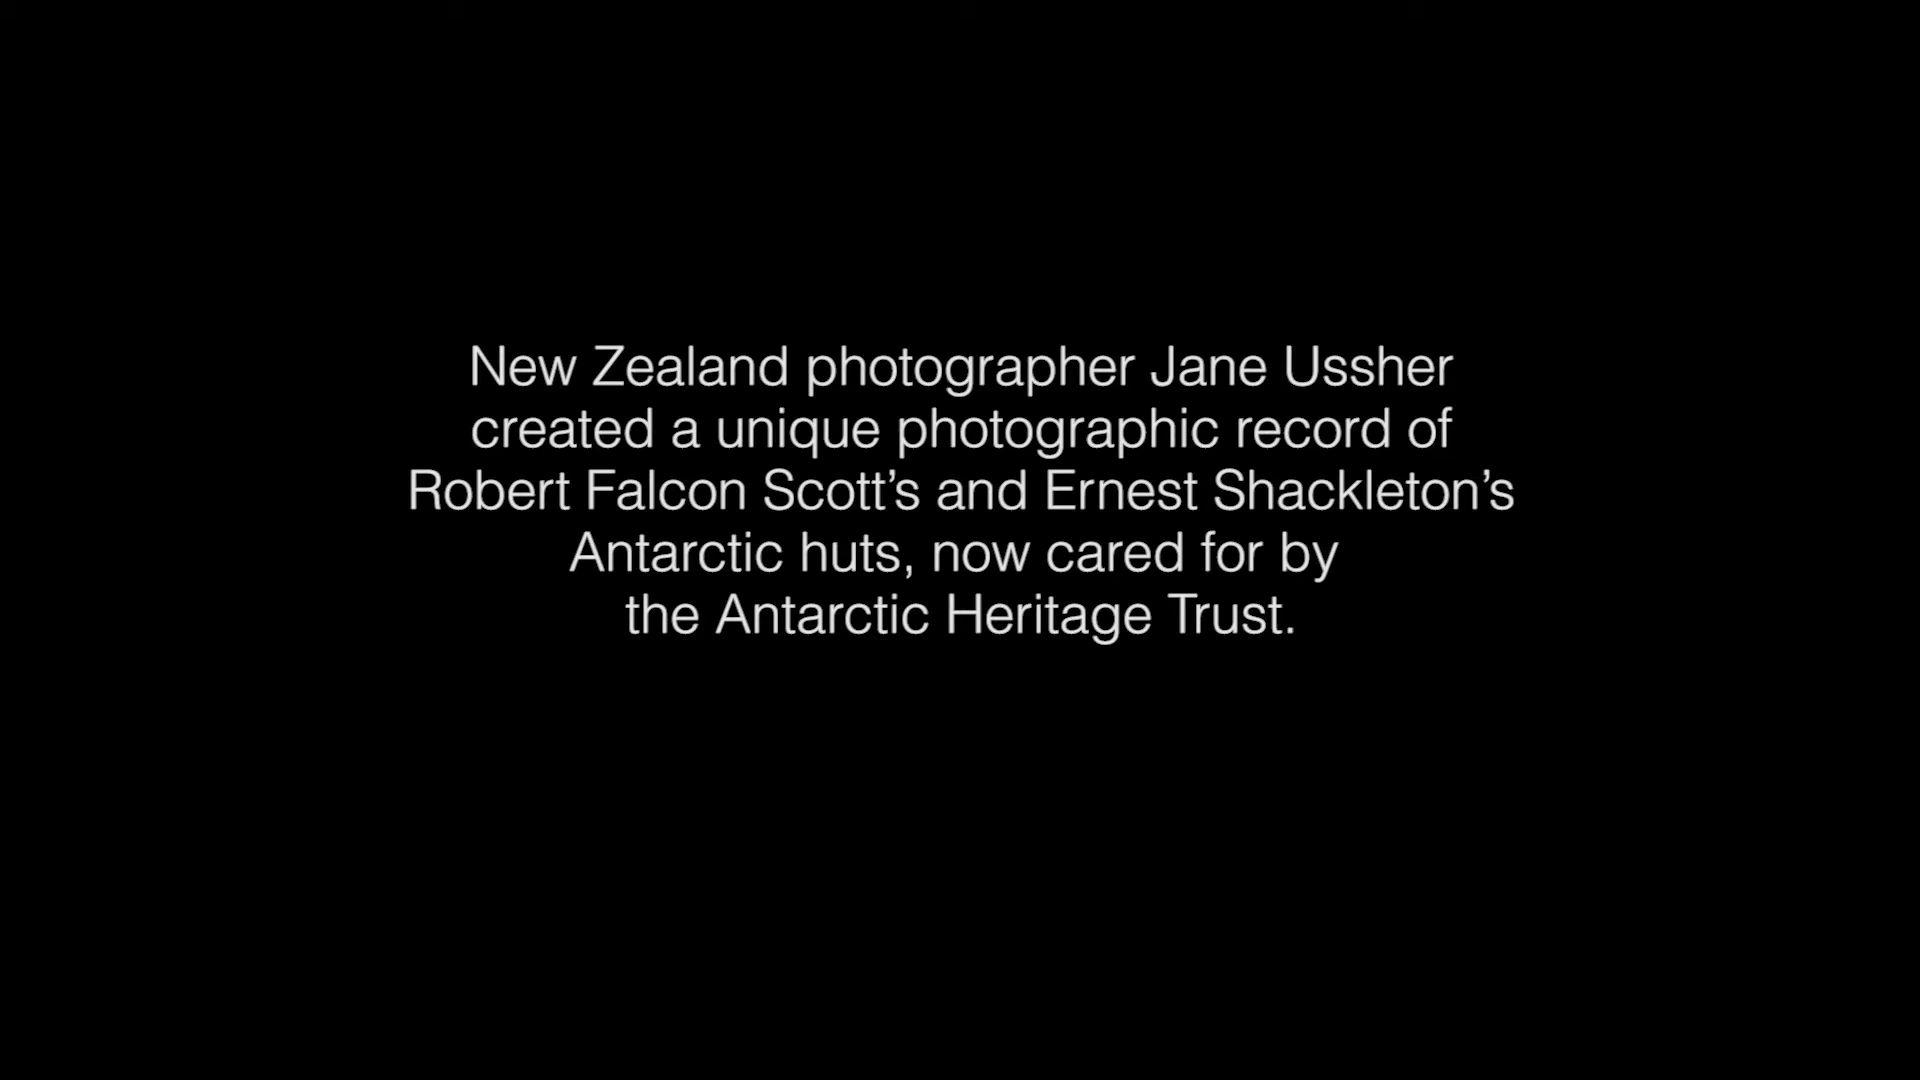 New Zealand photographer Jane Ussher
created a unique photographic record of
Robert Falcon Scott’s and Ernest Shackleton’s
Antarctic huts, now cared for by
the Antarctic Heritage Trust.